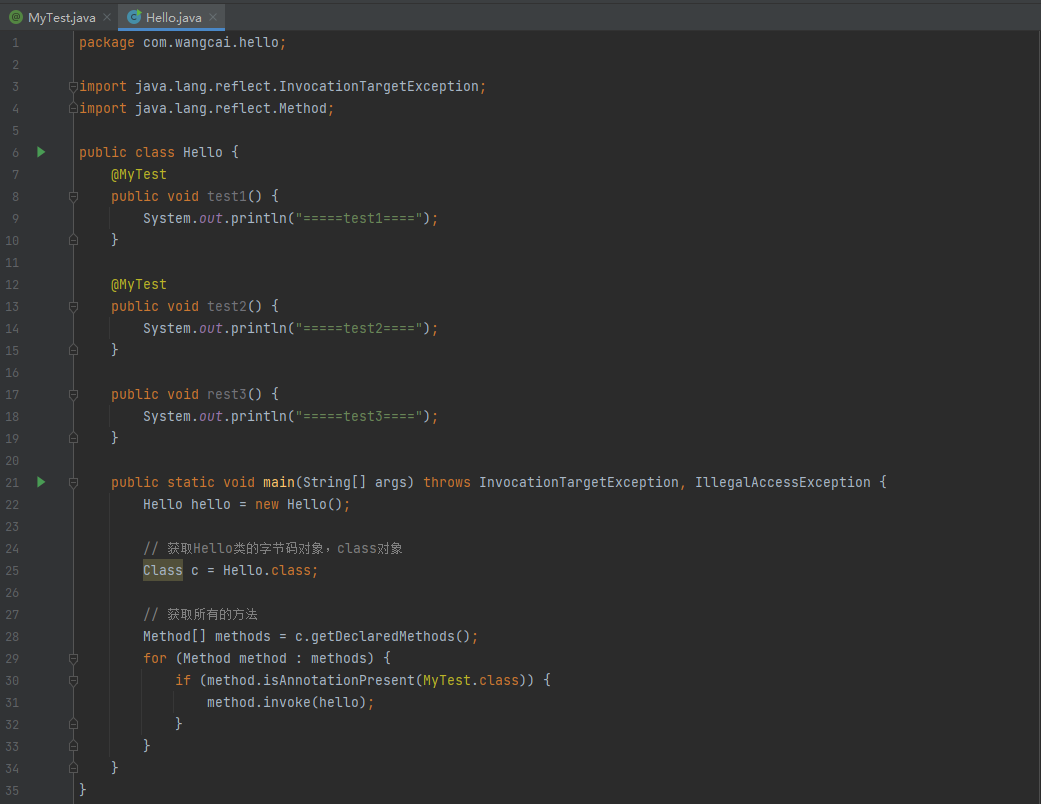 MyTest.java Hello.java
1 package com.wangcai.hello;
2
3 import java.lang.reflect.InvocationTargetException;
4 import java.lang.reflect.Method;
5
6 public class Hello {
7     @MyTest
8     public void test1() {
9         System.out.println("=====test1====");
10     }
11
12     @MyTest
13     public void test2() {
14         System.out.println("=====test2====");
15     }
16
17     public void rest3() {
18         System.out.println("=====test3====");
19     }
20
21     public static void main(String[] args) throws InvocationTargetException, IllegalAccessException {
22         Hello hello = new Hello();
23
24         // 获取Hello类的字节码对象，class对象
25         Class c = Hello.class;
26
27         // 获取所有的方法
28         Method[] methods = c.getDeclaredMethods();
29         for (Method method : methods) {
30             if (method.isAnnotationPresent(MyTest.class)) {
31                 method.invoke(hello);
32             }
33         }
34     }
35 }